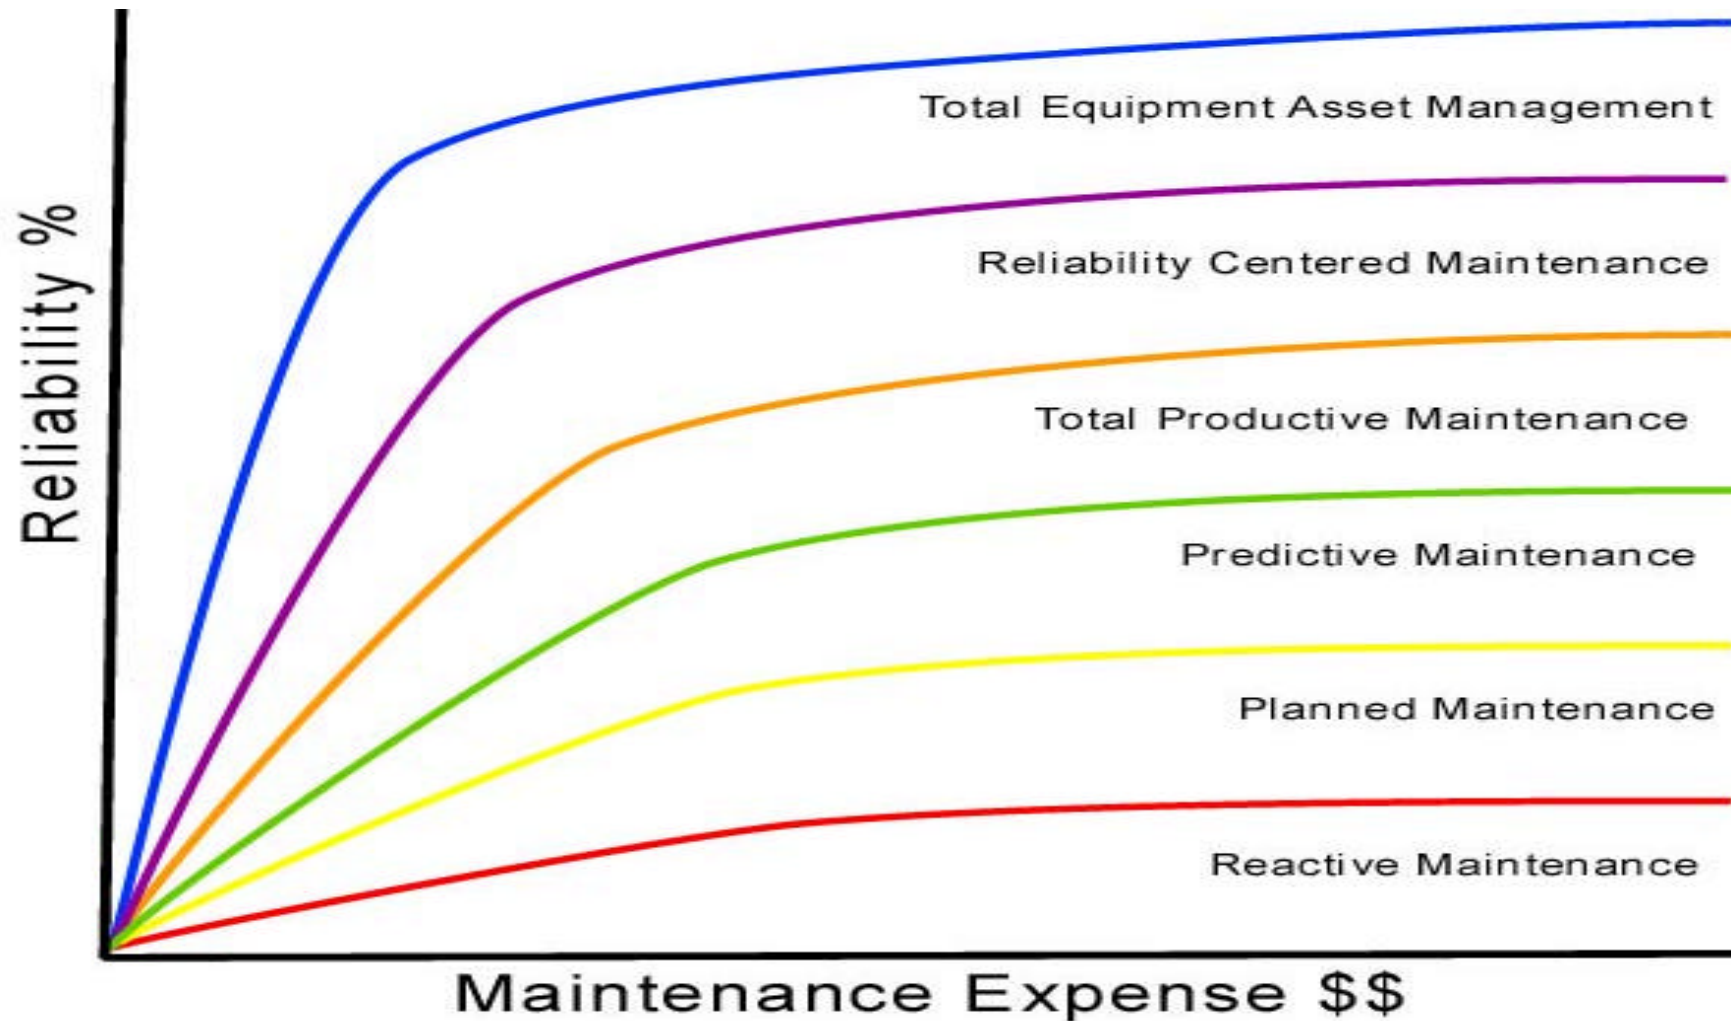 Reliability %
Total Equipment Asset Management
Reliability Centered Maintenance
Total Productive Maintenance
Predictive Maintenance
Planned Maintenance
Reactive Maintenance
Maintenance Expense $$